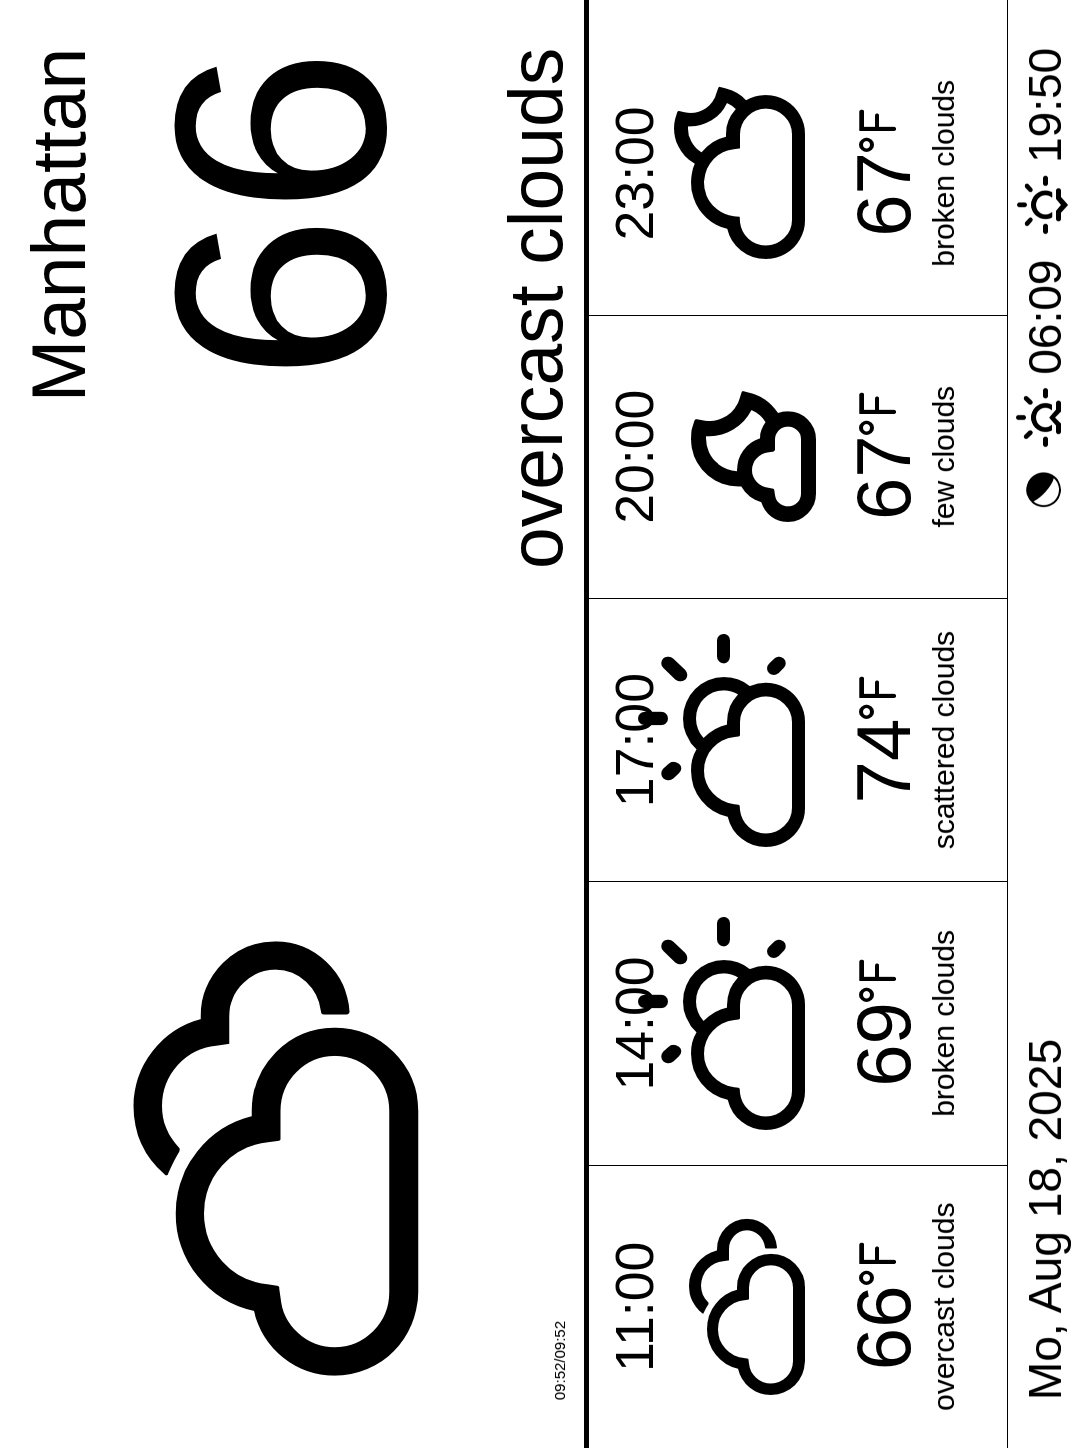 Manhattan
66
overcast clouds
09:52/09:52
11:00
66°F
overcast clouds
14:00
69°F
broken clouds
17:00
74°F
scattered clouds
20:00
67°F
few clouds
23:00
67°F
broken clouds
Mo, Aug 18, 2025
06:09 19:50